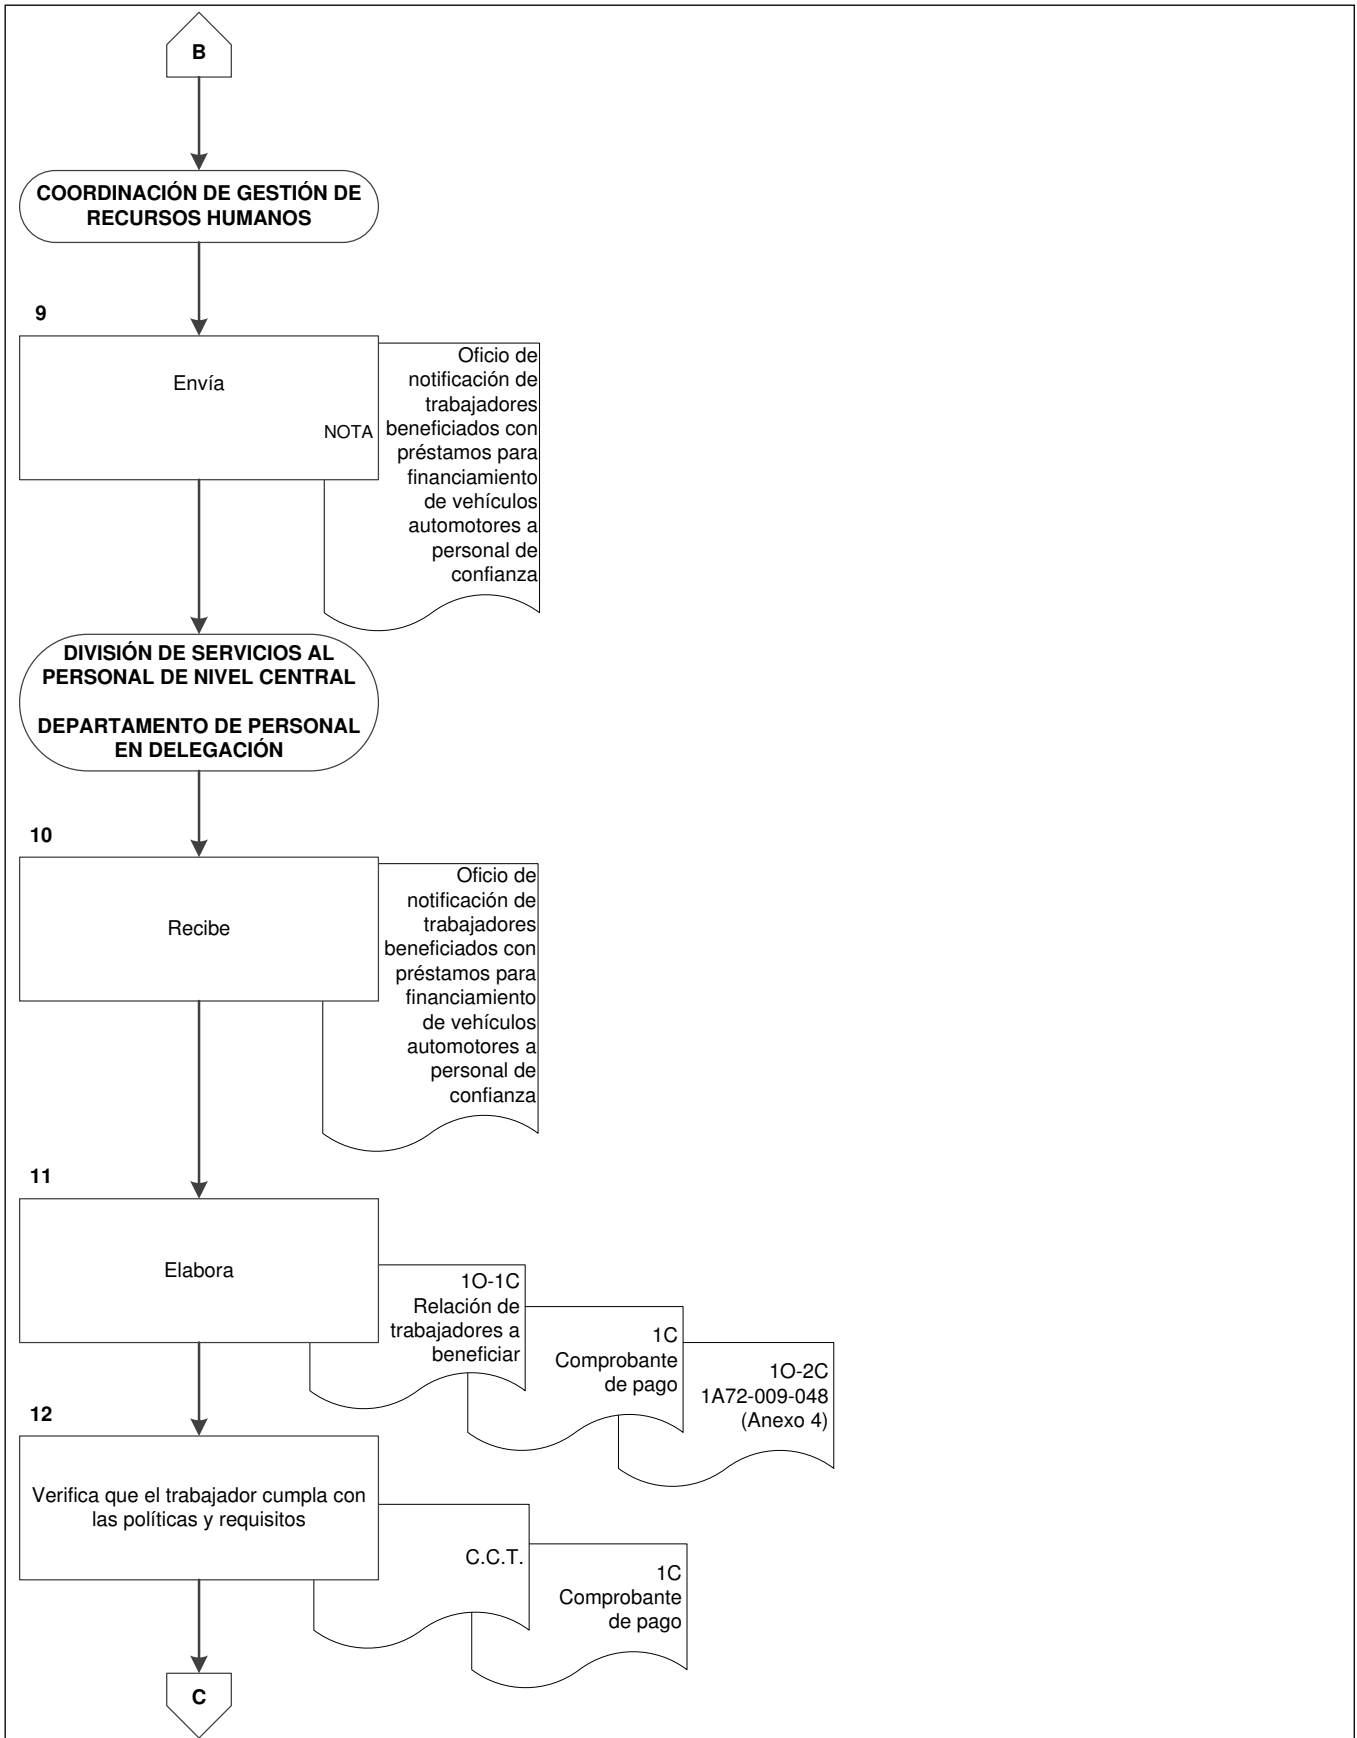 B
COORDINACIÓN DE GESTIÓN DE
RECURSOS HUMANOS
9
Envía
NOTA
Oficio de
notificación de
trabajadores
beneficiados con
préstamos para
financiamiento
de vehículos
automotores a
personal de
confianza
DIVISIÓN DE SERVICIOS AL
PERSONAL DE NIVEL CENTRAL
DEPARTAMENTO DE PERSONAL
EN DELEGACIÓN
10
Recibe
Oficio de
notificación de
trabajadores
beneficiados con
préstamos para
financiamiento
de vehículos
automotores a
personal de
confianza
11
Elabora
1O-1C
Relación de
trabajadores a
beneficiar
1C
Comprobante
de pago
1O-2C
1A72-009-048
(Anexo 4)
12
Verifica que el trabajador cumpla con
las políticas y requisitos
C.C.T.
1C
Comprobante
de pago
C